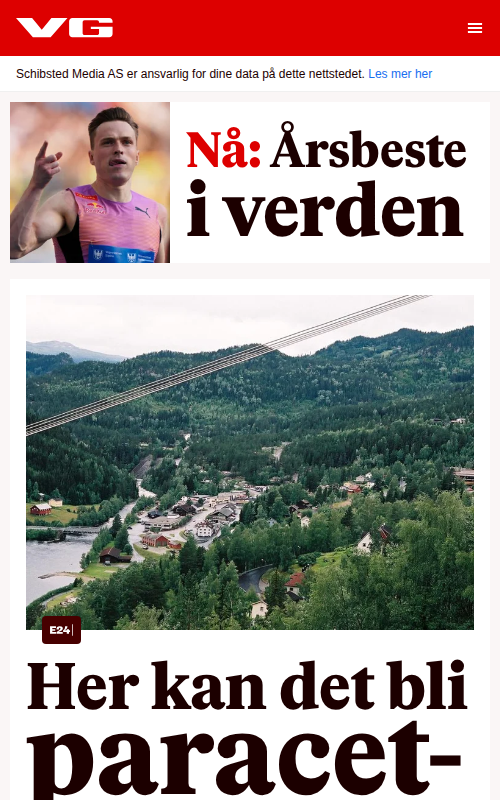 VG
Schibsted Media AS er ansvarlig for dine data på dette nettstedet. Les mer her
Nå: Årsbeste
i verden
E24
Her kan det bli
paracet-